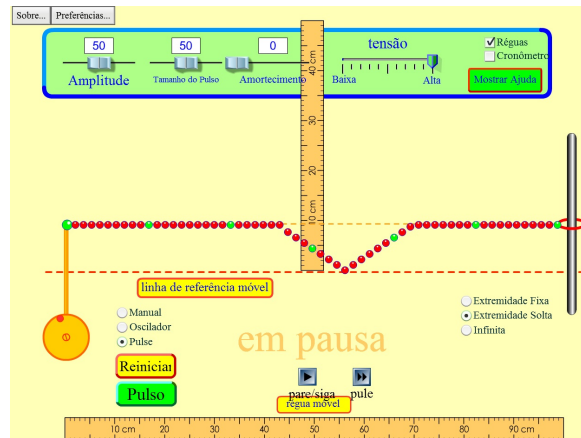 Sobre... Preferências...
50 50 0 tensão
Réguas
Cronômetro
Amplitude Tamanho do Pulso Amortecimento Baixa Alta
Mostrar Ajuda
40 cm
30
20
10 cm
0
linha de referência móvel
Manual
Oscilador
Pulse
Extremidade Fixa
Extremidade Solta
Infinita
em pausa
Reiniciar
Pulso
pare/siga pule
régua móvel
10 cm 20 30 40 50 60 70 80 90 cm